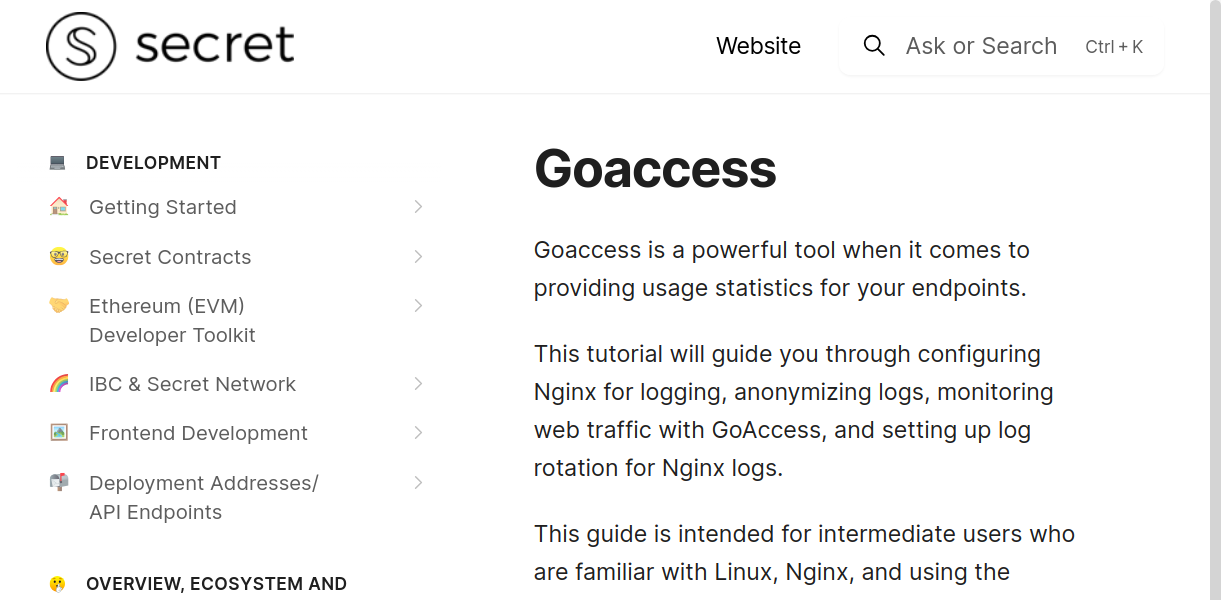 secret
Website
Ask or Search
Ctrl + K
DEVELOPMENT
Getting Started
Secret Contracts
Ethereum (EVM)
Developer Toolkit
IBC & Secret Network
Frontend Development
Deployment Addresses/
API Endpoints
OVERVIEW, ECOSYSTEM AND
Goaccess
Goaccess is a powerful tool when it comes to
providing usage statistics for your endpoints.
This tutorial will guide you through configuring
Nginx for logging, anonymizing logs, monitoring
web traffic with GoAccess, and setting up log
rotation for Nginx logs.
This guide is intended for intermediate users who
are familiar with Linux, Nginx, and using the